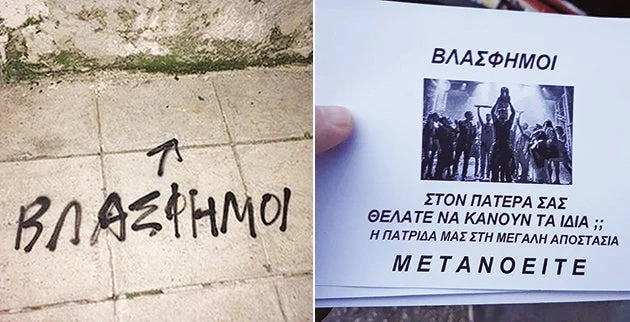 ΒΛΑΣΦΗΜΟΙ
ΒΛΑΣΦΗΜΟΙ
ΣΤΟΝ ΠΑΤΕΡΑ ΣΑΣ
ΘΕΛΑΤΕ ΝΑ ΚΑΝΟΥΝ ΤΑ ΙΔΙΑ ;;
Η ΠΑΤΡΙΔΑ ΜΑΣ ΣΤΗ ΜΕΓΑΛΗ ΑΠΟΣΤΑΣΙΑ
ΜΕΤΑΝΟΕΙΤΕ